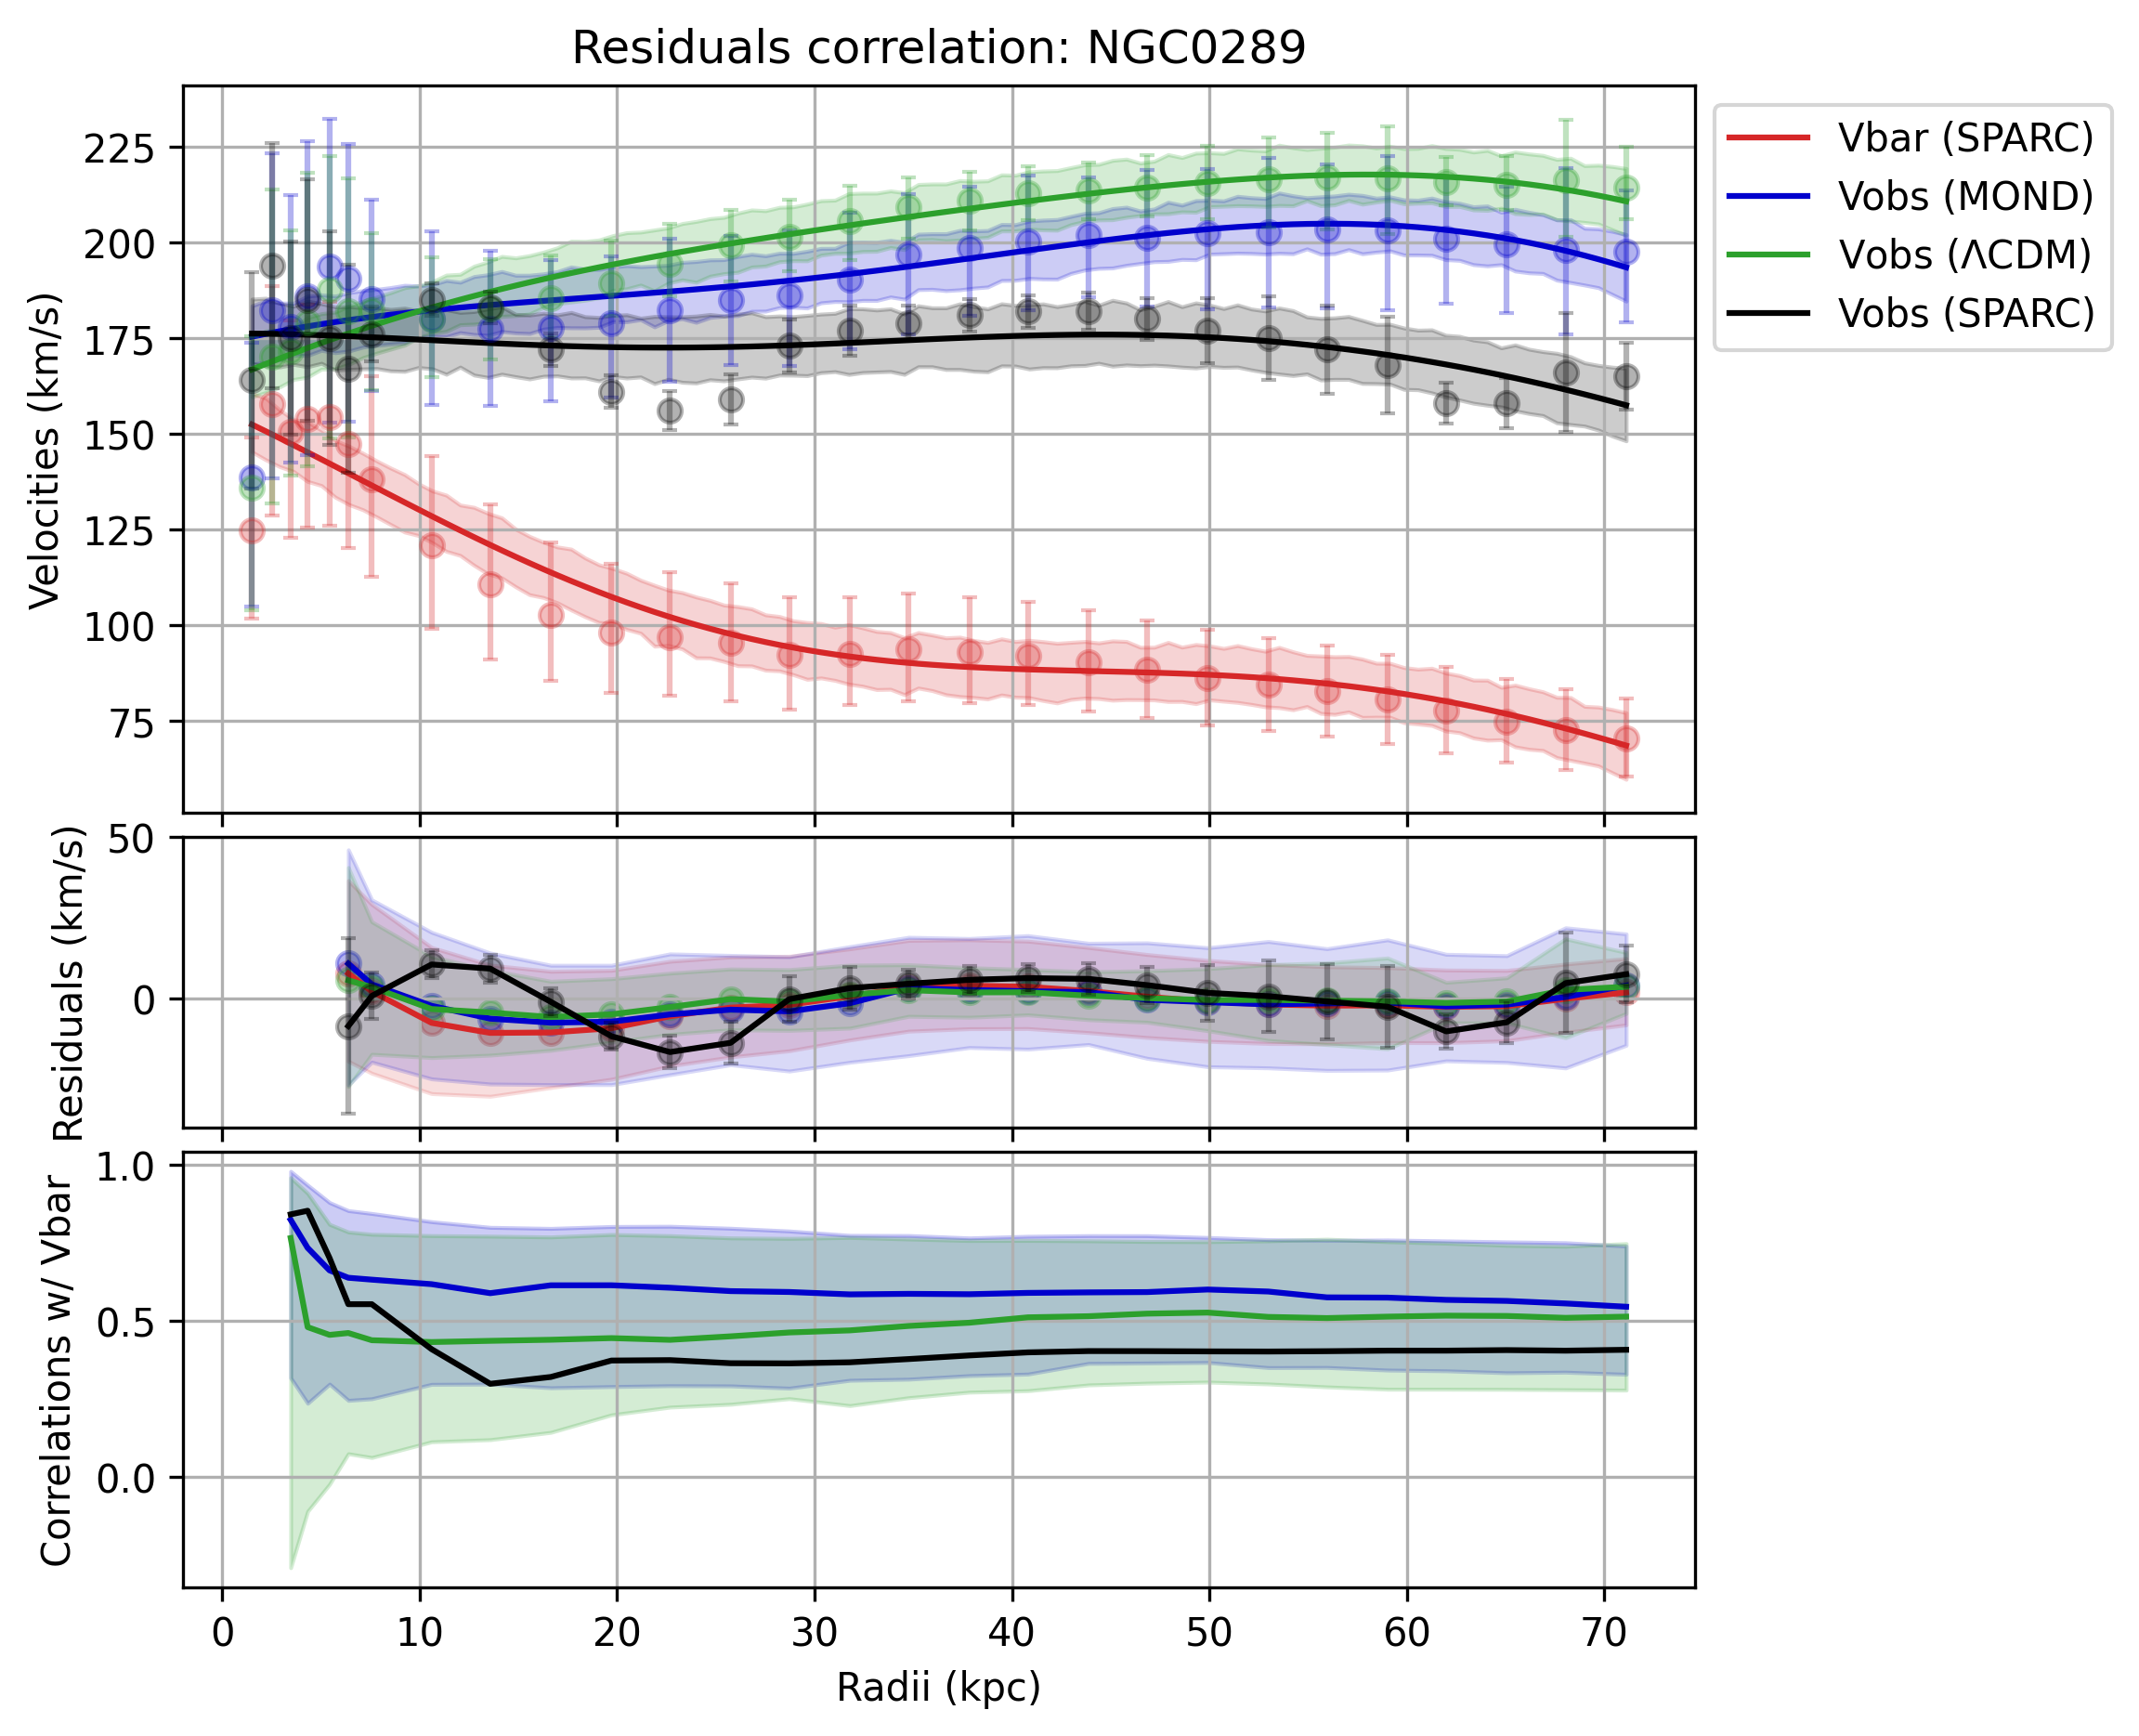 Residuals correlation: NGC0289
Velocities (km/s)
225
200
175
150
125
100
75
Vbar (SPARC)
Vobs (MOND)
Vobs (ΛCDM)
Vobs (SPARC)
Residuals (km/s)
50
0
Correlations w/ Vbar
1.0
0.5
0.0
0 10 20 30 40 50 60 70
Radii (kpc)